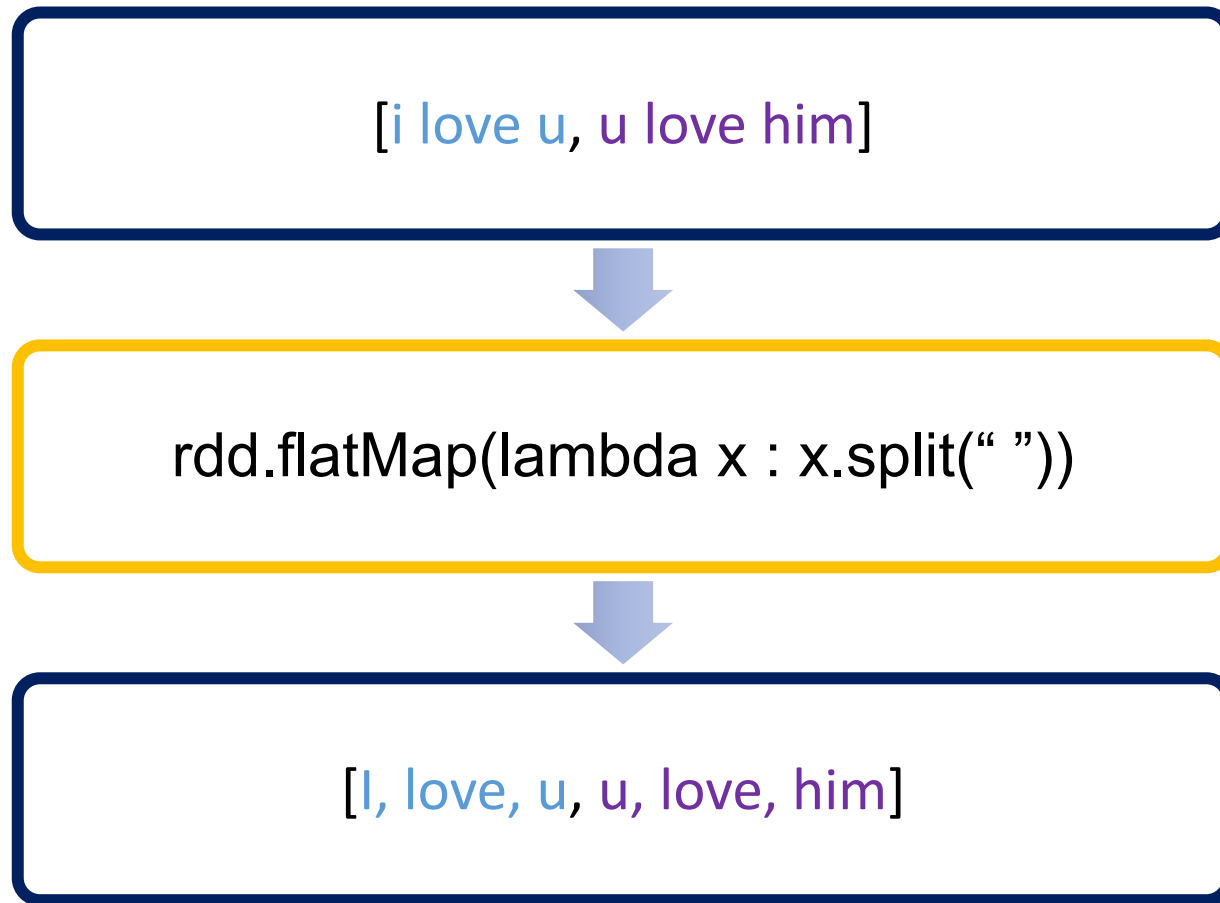 [i love u, u love him]
rdd.flatMap(lambda x : x.split(“ ”))
[I, love, u, u, love, him]